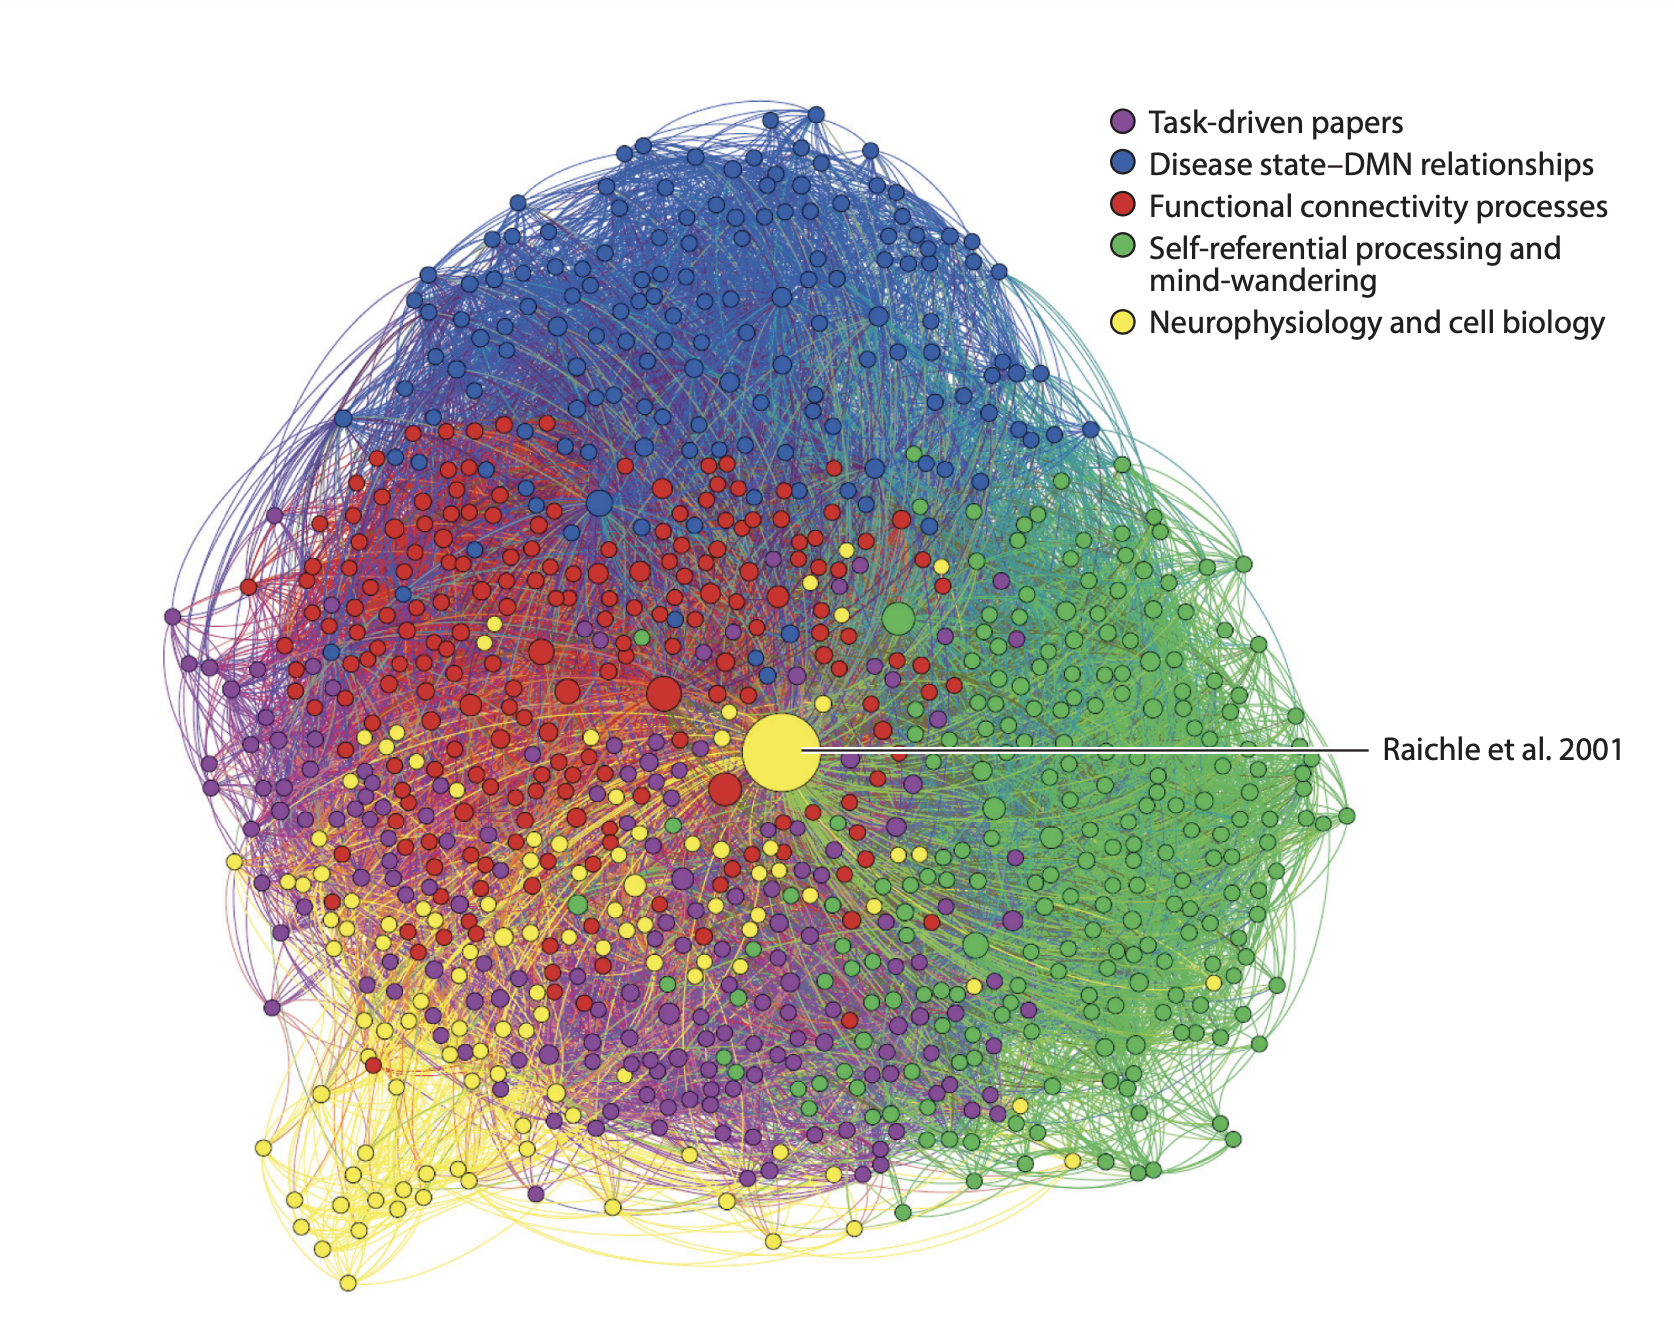 Task-driven papers
Disease state–DMN relationships
Functional connectivity processes
Self-referential processing and
mind-wandering
Neurophysiology and cell biology
Raichle et al. 2001